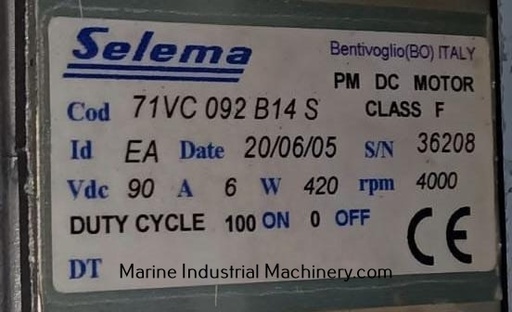 Selema
Bentivoglio(BO) ITALY
PM DC MOTOR
Cod 71VC 092 B14 S CLASS F
Id EA Date 20/06/05 S/N 36208
Vdc 90 A 6 W 420 rpm 4000
DUTY CYCLE 100 ON 0 OFF
CE
DT Marine Industrial Machinery.com